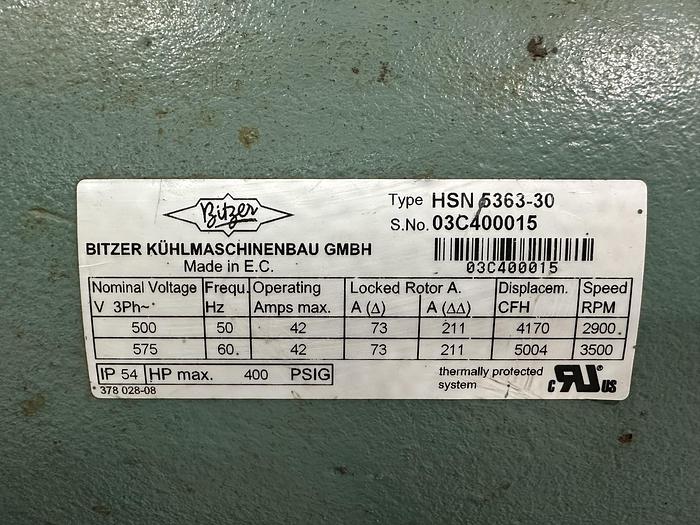 Bitzer
Type HSN 5363-30
S.No. 03C400015
BITZER KÜHLMASCHINENBAU GMBH
Made in E.C.
03C400015
Nominal Voltage Frequ. Operating Locked Rotor A. Displacem. Speed
V 3Ph~ Hz Amps max. A (Δ) A (ΔΔ) CFH RPM
500 50 42 73 211 4170 2900
575 60 42 73 211 5004 3500
IP 54 HP max. 400 PSIG
thermally protected
system
378 028-08
c RU ® US